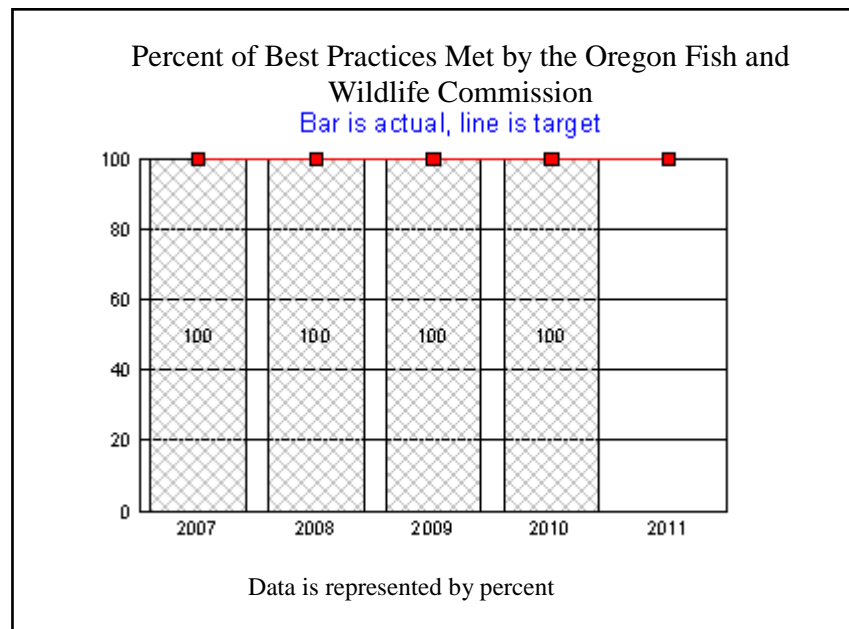 Percent of Best Practices Met by the Oregon Fish and
Wildlife Commission
Bar is actual, line is target
100
80
60
100 100 100 100
40
20
0
2007 2008 2009 2010 2011
Data is represented by percent